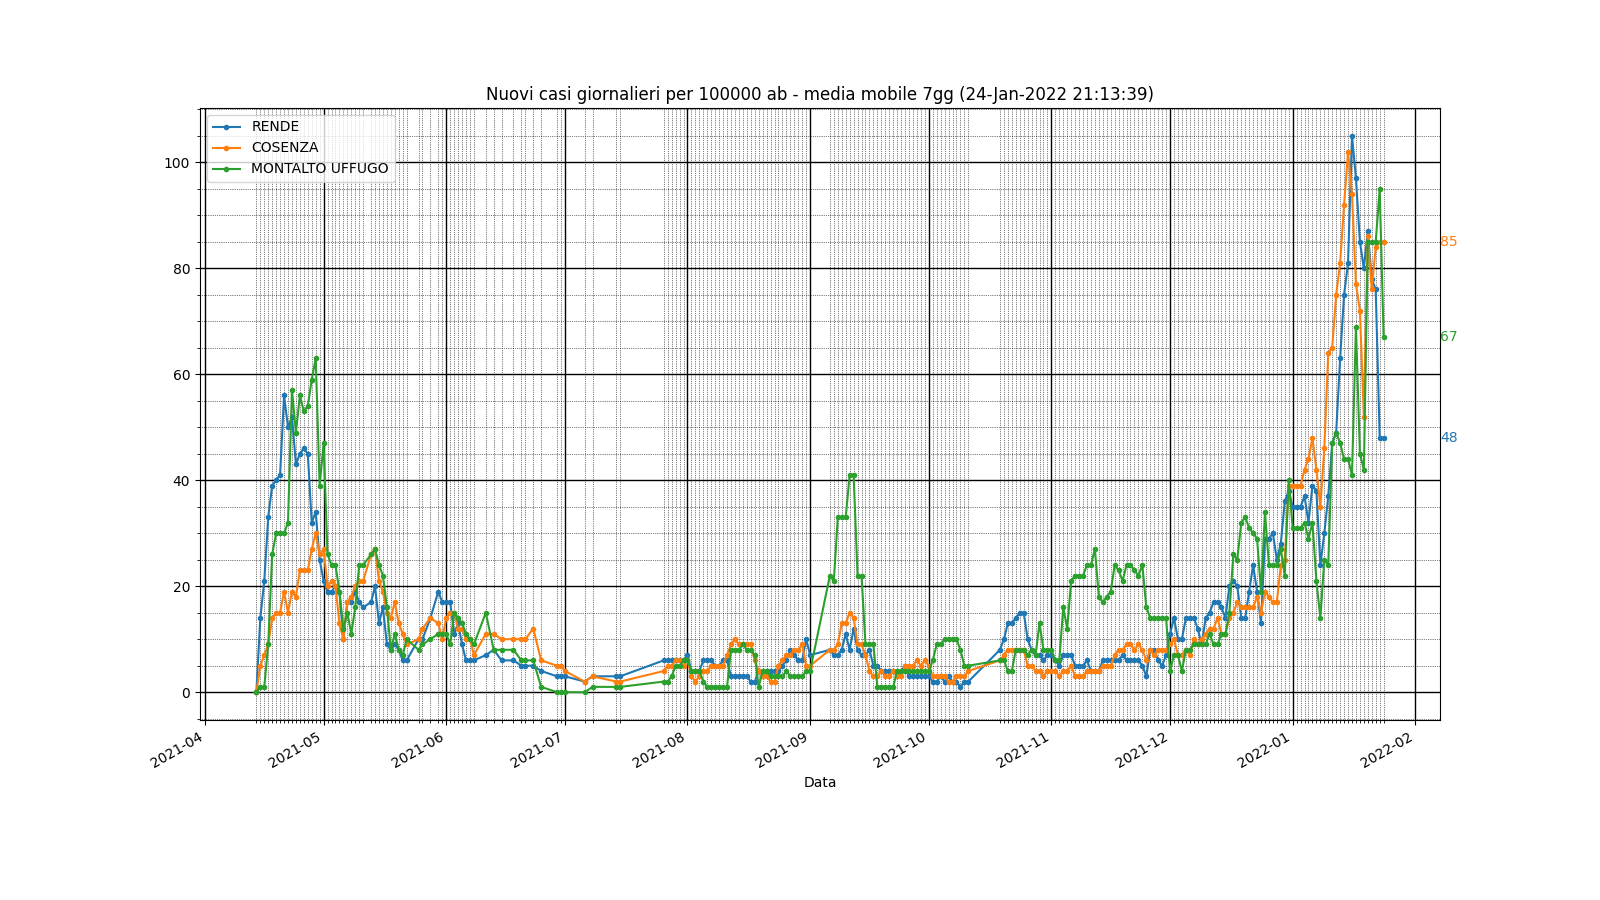 Nuovi casi giornalieri per 100000 ab - media mobile 7gg (24-Jan-2022 21:13:39)
RENDE
COSENZA
MONTALTO UFFUGO
100
80
60
40
20
0
85
67
48
2021-04 2021-05 2021-06 2021-07 2021-08 2021-09 2021-10 2021-11 2021-12 2022-01 2022-02
Data